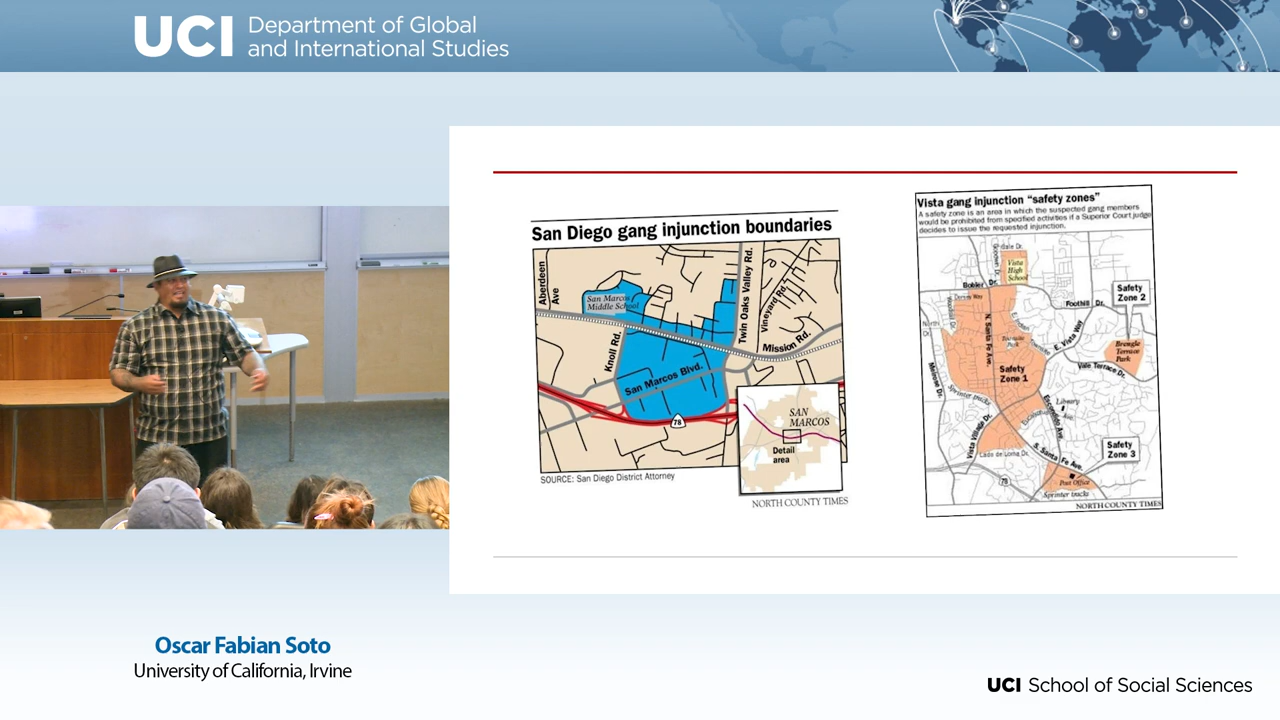 UCI
Department of Global
and International Studies
San Diego gang injunction boundaries
Aberdeen
Ave
San Marcos
Middle School
Twin Oaks Valley Rd.
Vineyard Rd.
Knoll Rd.
Mission Rd.
San Marcos Blvd.
78
SAN
MARCOS
Detail
area
SOURCE: San Diego District Attorney
NORTH COUNTY TIMES
Vista gang injunction “safety zones”
A safety zone is an area in which the suspected gang members
would be prohibited from specified activities if a Superior Court judge
decides to issue the requested injunction.
Vista
High
School
Bobier Dr.
Foothill Dr.
Safety
Zone 2
N. Santa Fe Ave.
E. Vista Way
Brengle
Terrace
Park
Vale Terrace Dr.
Safety
Zone 1
Melrose Dr.
Sprinter tracks
Library
Escondido Ave.
Vista Village Dr.
S. Santa Fe Ave.
Safety
Zone 3
78
Post Office
Sprinter tracks
NORTH COUNTY TIMES
Oscar Fabian Soto
University of California, Irvine
UCI School of Social Sciences